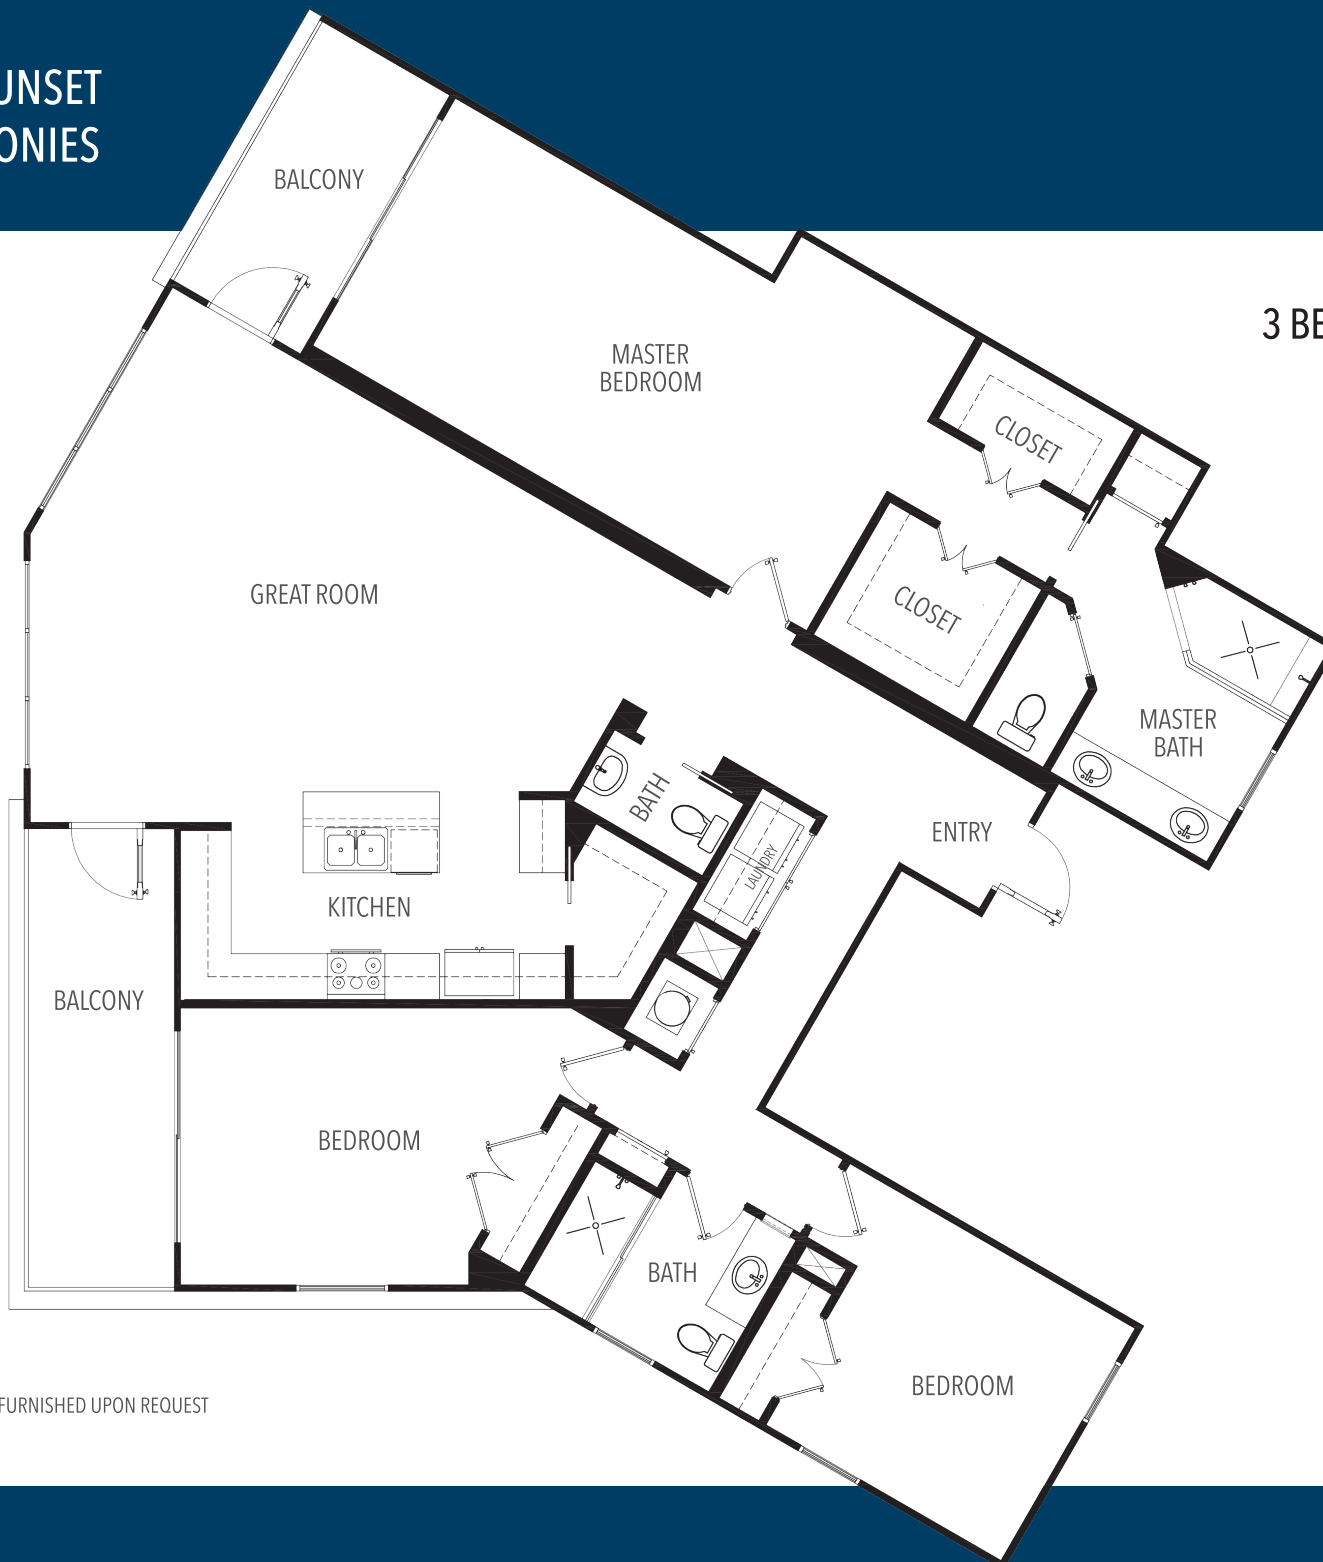 UNSET
ONIES
BALCONY
3 BE
MASTER
BEDROOM
CLOSET
GREAT ROOM
CLOSET
MASTER
BATH
BATH
ENTRY
LAUNDRY
KITCHEN
BALCONY
BEDROOM
BATH
BEDROOM
FURNISHED UPON REQUEST